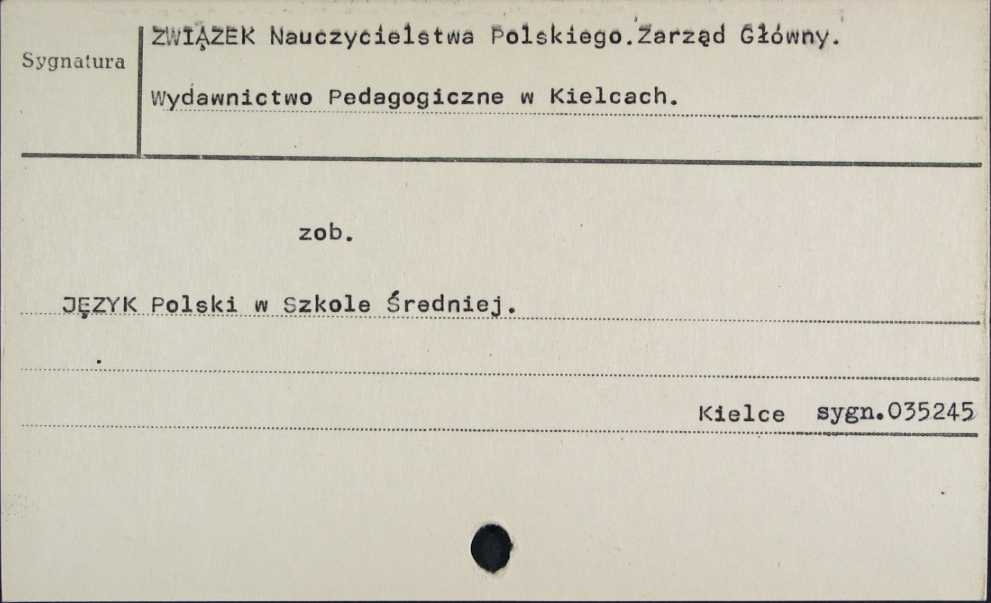 ZWIĄZEK Nauczycielstwa Polskiego.Zarząd Główny.
Sygnatura
Wydawnictwo Pedagogiczne w Kielcach.
zob.
JĘZYK Polski w Szkole Średniej.
Kielce sygn.035245